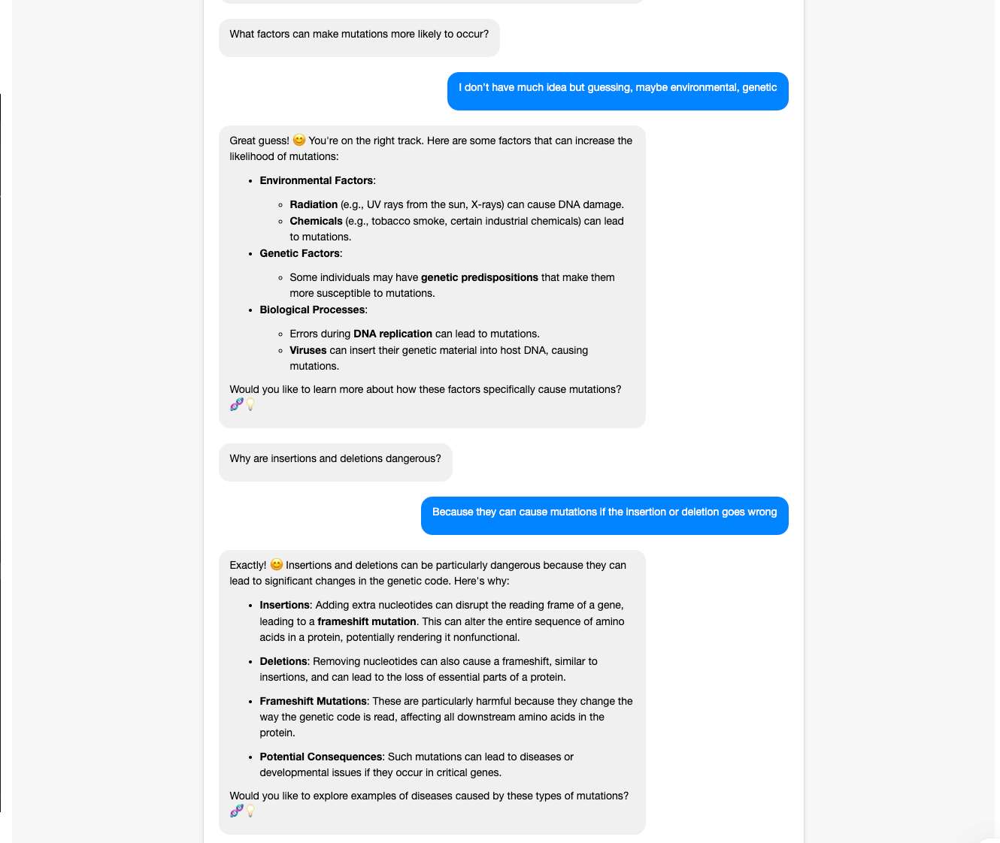 What factors can make mutations more likely to occur?
I don't have much idea but guessing, maybe environmental, genetic
Great guess! 😊 You're on the right track. Here are some factors that can increase the
likelihood of mutations:
• Environmental Factors:
◦ Radiation (e.g., UV rays from the sun, X-rays) can cause DNA damage.
◦ Chemicals (e.g., tobacco smoke, certain industrial chemicals) can lead
to mutations.
• Genetic Factors:
◦ Some individuals may have genetic predispositions that make them
more susceptible to mutations.
• Biological Processes:
◦ Errors during DNA replication can lead to mutations.
◦ Viruses can insert their genetic material into host DNA, causing
mutations.
Would you like to learn more about how these factors specifically cause mutations?
🧬💡
Why are insertions and deletions dangerous?
Because they can cause mutations if the insertion or deletion goes wrong
Exactly! 😊 Insertions and deletions can be particularly dangerous because they can
lead to significant changes in the genetic code. Here's why:
• Insertions: Adding extra nucleotides can disrupt the reading frame of a gene,
leading to a frameshift mutation. This can alter the entire sequence of amino
acids in a protein, potentially rendering it nonfunctional.
• Deletions: Removing nucleotides can also cause a frameshift, similar to
insertions, and can lead to the loss of essential parts of a protein.
• Frameshift Mutations: These are particularly harmful because they change the
way the genetic code is read, affecting all downstream amino acids in the
protein.
• Potential Consequences: Such mutations can lead to diseases or
developmental issues if they occur in critical genes.
Would you like to explore examples of diseases caused by these types of mutations?
🧬💡